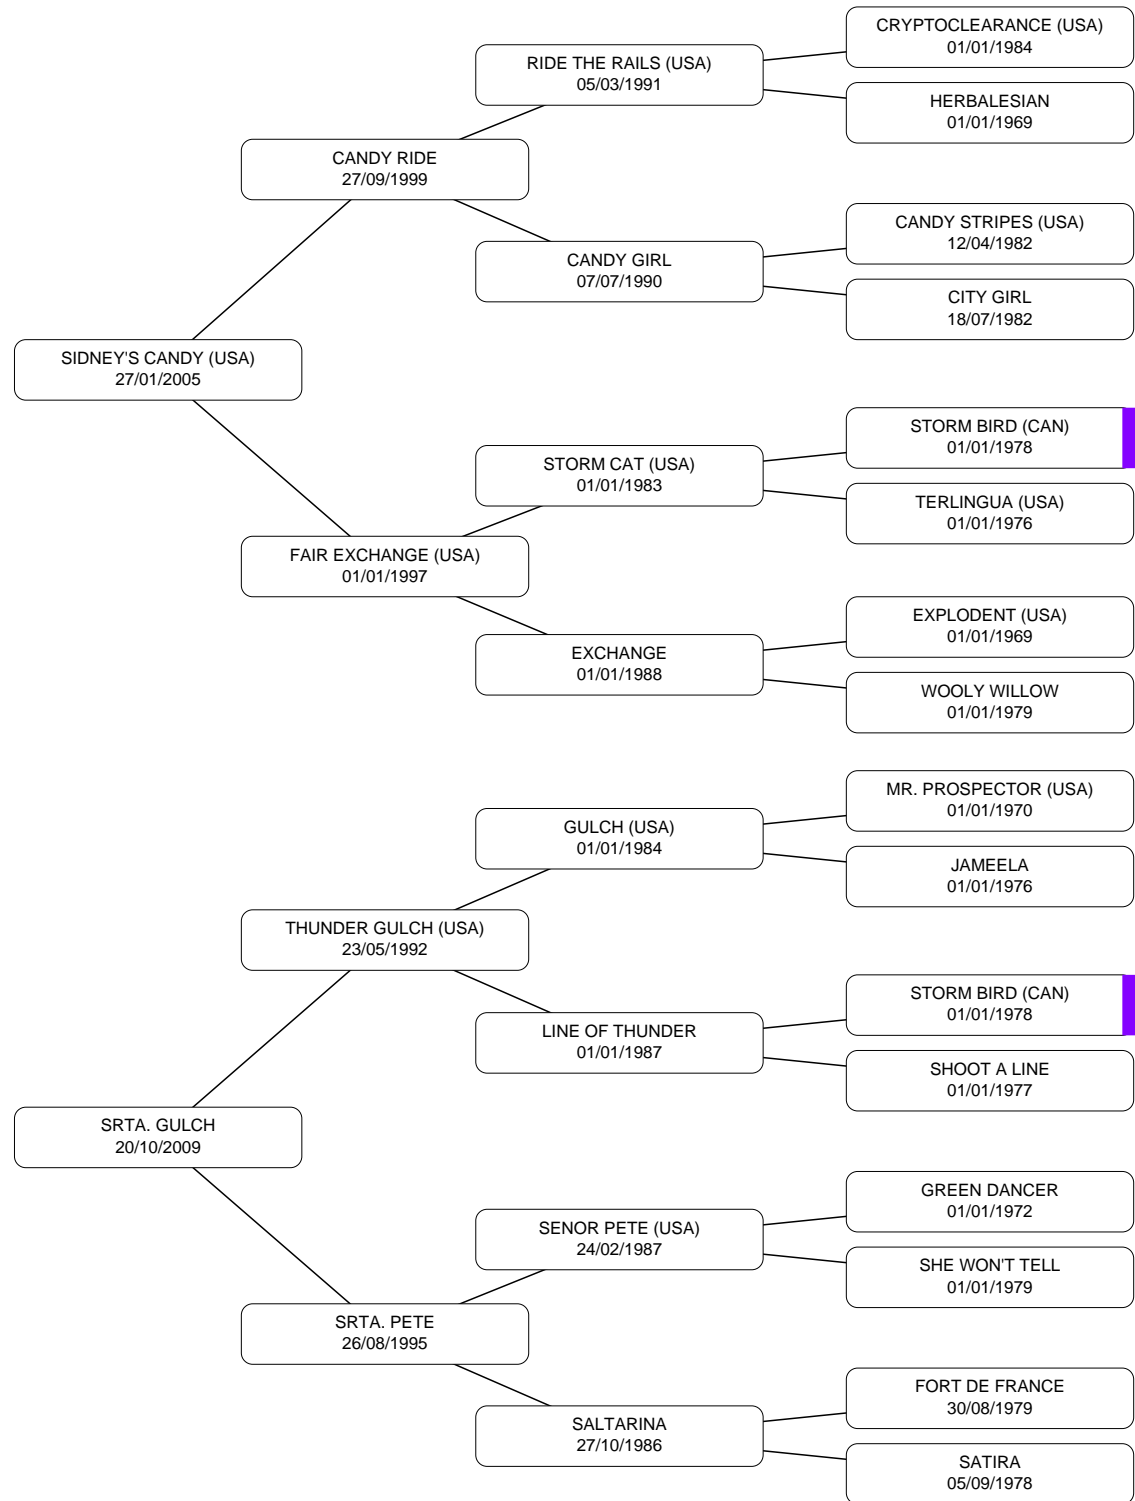 CRYPTOCLEARANCE (USA)
01/01/1984
RIDE THE RAILS (USA)
05/03/1991
HERBALESIAN
01/01/1969
CANDY RIDE
27/09/1999
CANDY STRIPES (USA)
12/04/1982
CANDY GIRL
07/07/1990
CITY GIRL
18/07/1982
SIDNEY'S CANDY (USA)
27/01/2005
STORM BIRD (CAN)
01/01/1978
STORM CAT (USA)
01/01/1983
TERLINGUA (USA)
01/01/1976
FAIR EXCHANGE (USA)
01/01/1997
EXPLODENT (USA)
01/01/1969
EXCHANGE
01/01/1988
WOOLY WILLOW
01/01/1979
MR. PROSPECTOR (USA)
01/01/1970
GULCH (USA)
01/01/1984
JAMEELA
01/01/1976
THUNDER GULCH (USA)
23/05/1992
STORM BIRD (CAN)
01/01/1978
LINE OF THUNDER
01/01/1987
SHOOT A LINE
01/01/1977
SRTA. GULCH
20/10/2009
GREEN DANCER
01/01/1972
SENOR PETE (USA)
24/02/1987
SHE WON'T TELL
01/01/1979
SRTA. PETE
26/08/1995
FORT DE FRANCE
30/08/1979
SALTARINA
27/10/1986
SATIRA
05/09/1978